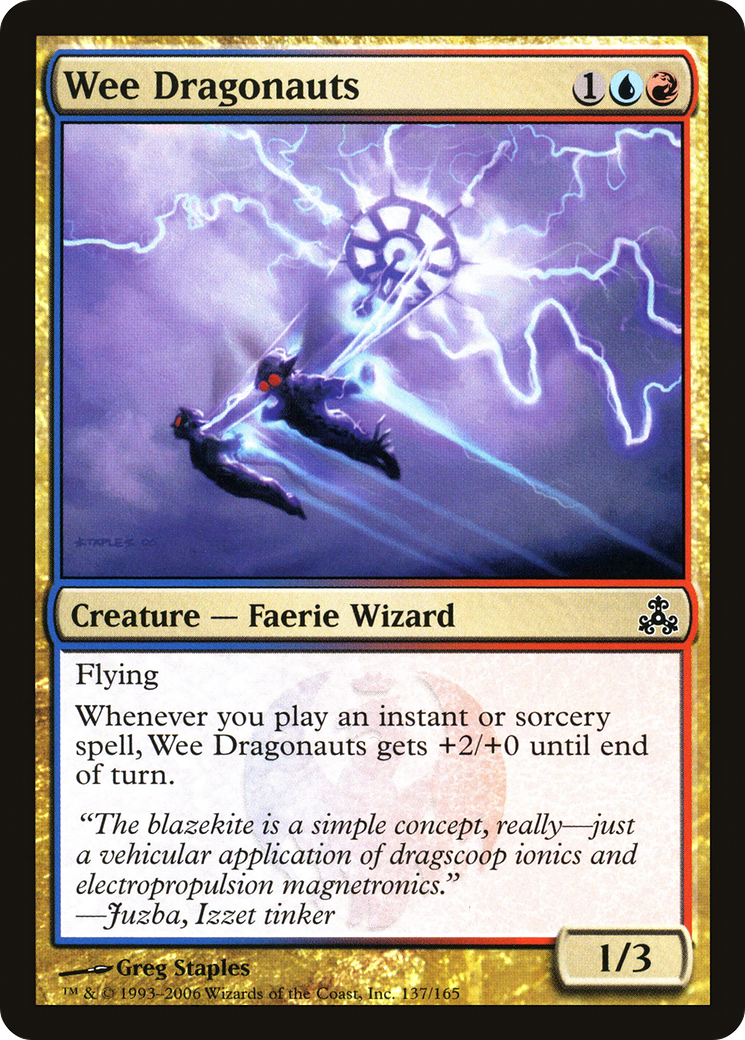 Wee Dragonauts 1
STAPLES 05
Creature — Faerie Wizard
Flying
Whenever you play an instant or sorcery
spell, Wee Dragonauts gets +2/+0 until end
of turn.
“The blazekite is a simple concept, really—just
a vehicular application of dragscoop ionics and
electropropulsion magnetronics.”
—Juzba, Izzet tinker
1/3
Greg Staples
™ & © 1993–2006 Wizards of the Coast, Inc. 137/165